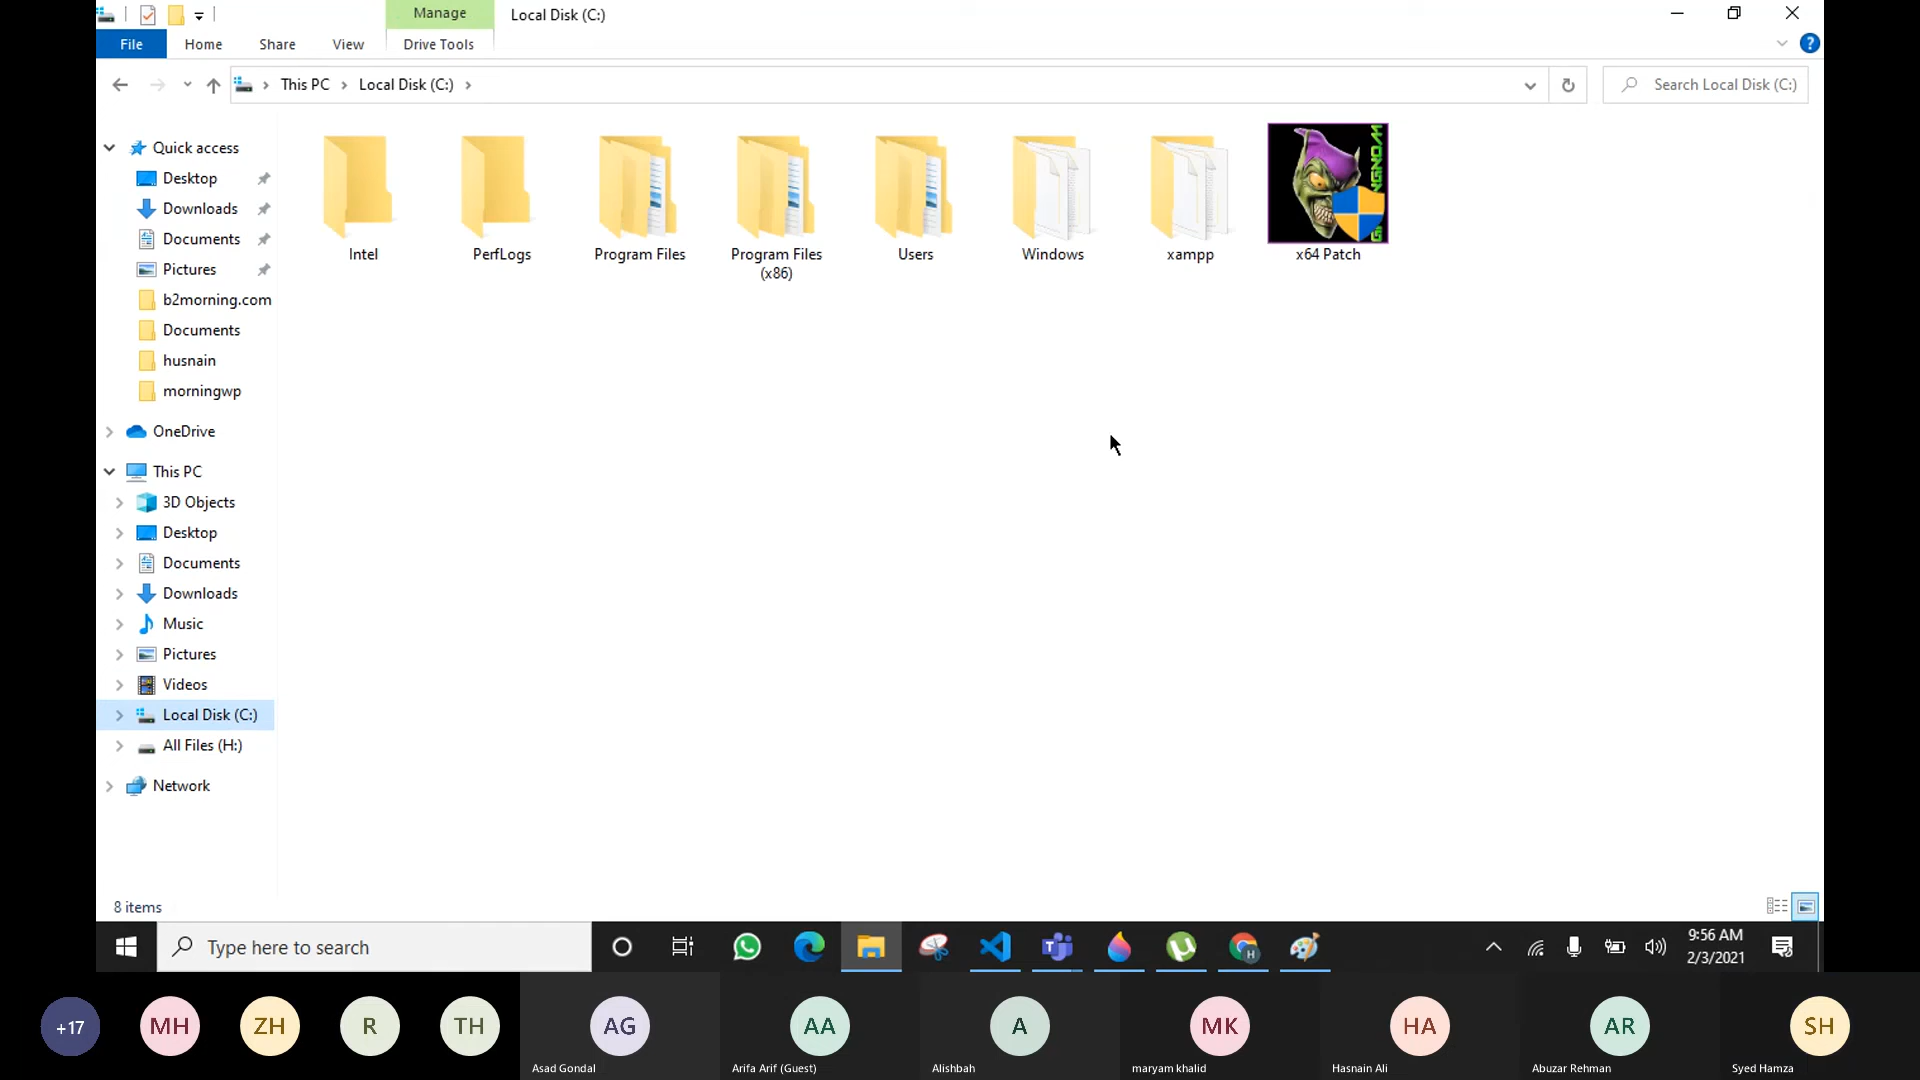 Manage
Local Disk (C:)
File
Home
Share
View
Drive Tools
This PC
Local Disk (C:)
Search Local Disk (C:)
Quick access
Desktop
Downloads
Documents
Pictures
b2morning.com
Documents
husnain
morningwp
OneDrive
This PC
3D Objects
Desktop
Documents
Downloads
Music
Pictures
Videos
Local Disk (C:)
All Files (H:)
Network
Intel
PerfLogs
Program Files
Program Files
(x86)
Users
Windows
xampp
x64 Patch
8 items
Type here to search
9:56 AM
2/3/2021
+17
MH
ZH
R
TH
AG
Asad Gondal
AA
Arifa Arif (Guest)
A
Alishbah
MK
maryam khalid
HA
Hasnain Ali
AR
Abuzar Rehman
SH
Syed Hamza